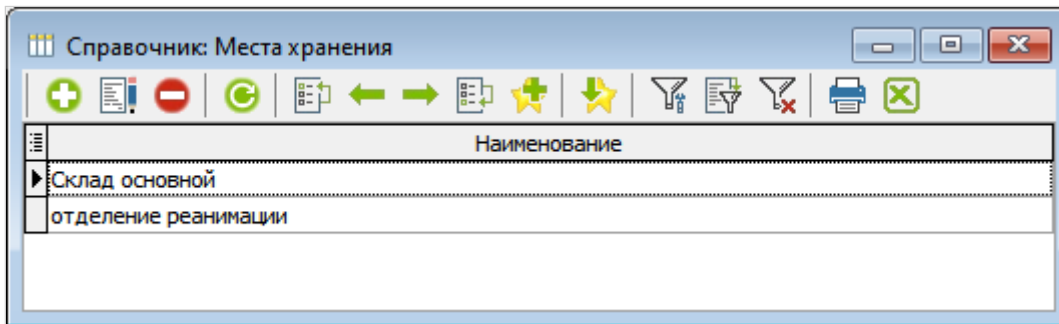 Справочник: Места хранения
Наименование
Склад основной
отделение реанимации